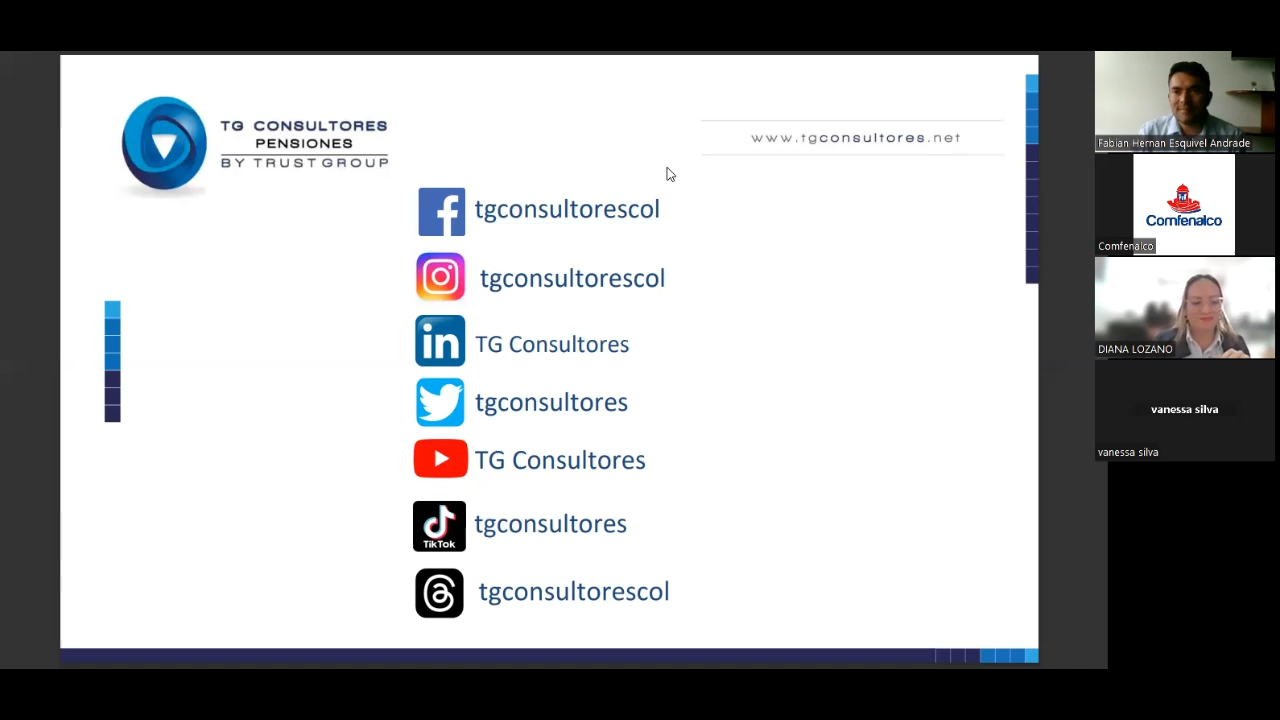 TG CONSULTORES
PENSIONES
BY TRUST GROUP
www.tgconsultores.net
tgconsultorescol
tgconsultorescol
in
TG Consultores
tgconsultores
TG Consultores
TikTok
tgconsultores
tgconsultorescol
Fabian Hernan Esquivel Andrade
Comfenalco
Comfenalco
DIANA LOZANO
vanessa silva
vanessa silva